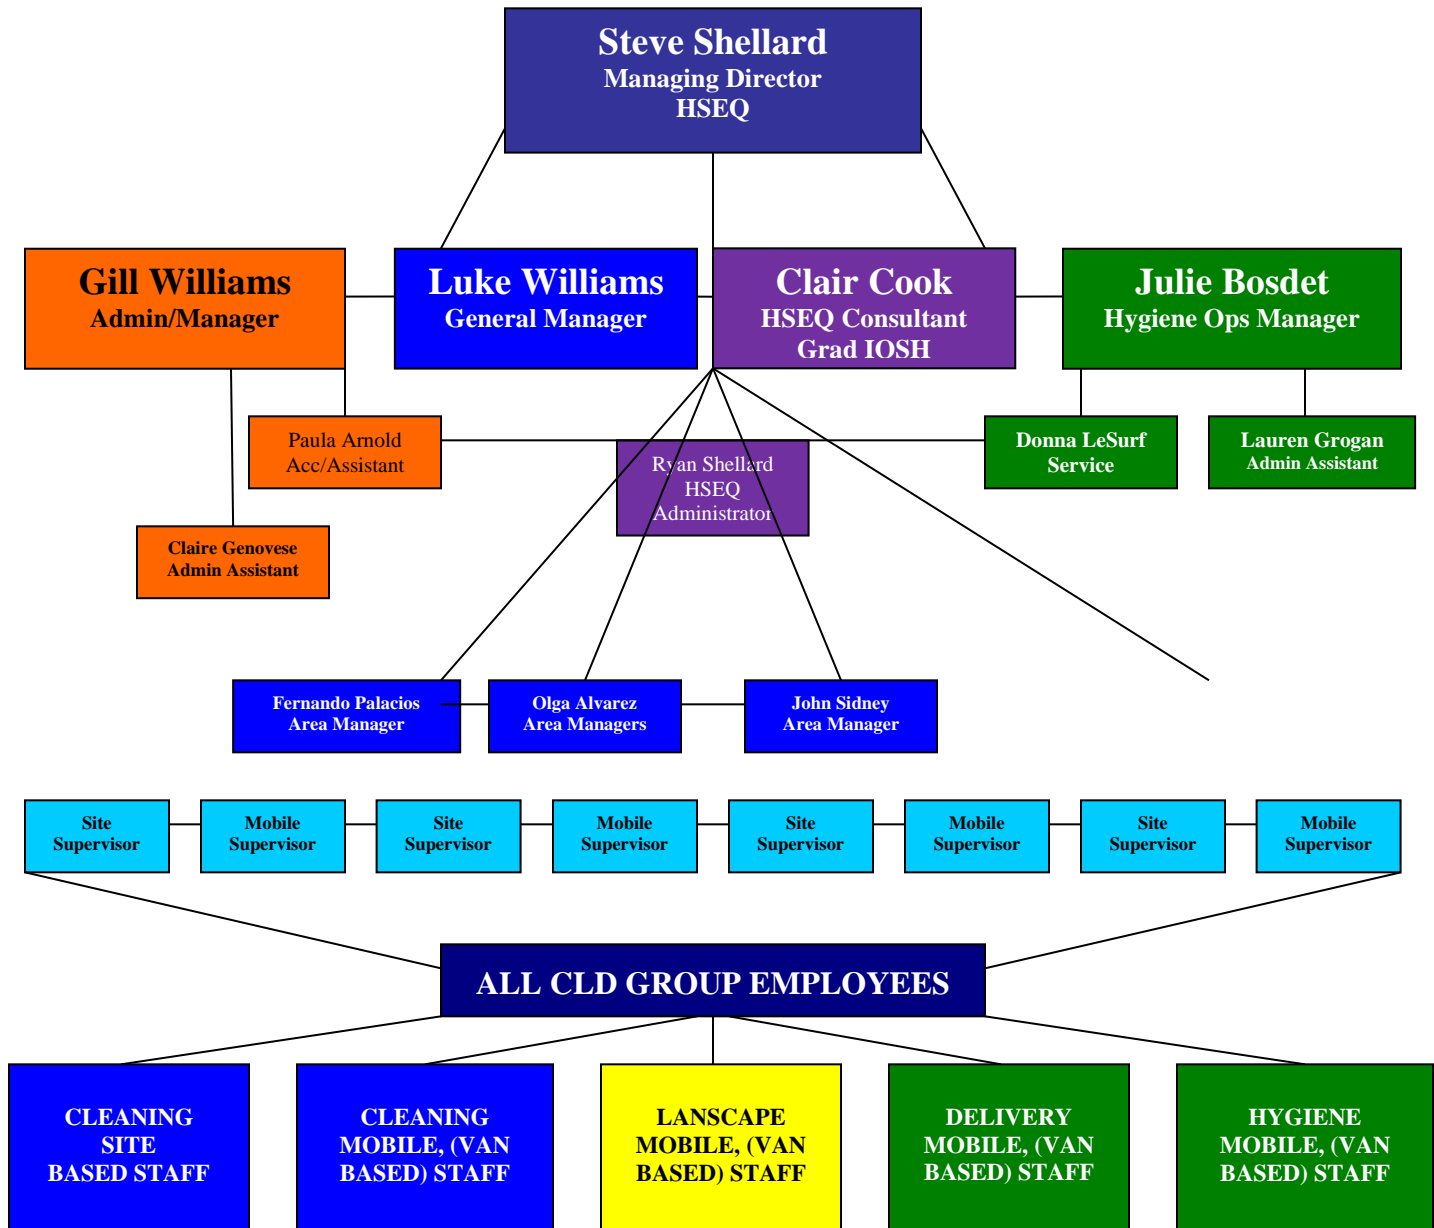 Steve Shellard
Managing Director
HSEQ
Gill Williams
Admin/Manager
Luke Williams
General Manager
Clair Cook
HSEQ Consultant
Grad IOSH
Julie Bosdet
Hygiene Ops Manager
Paula Arnold
Acc/Assistant
Ryan Shellard
HSEQ
Administrator
Donna LeSurf
Service
Lauren Grogan
Admin Assistant
Claire Genovese
Admin Assistant
Fernando Palacios
Area Manager
Olga Alvarez
Area Managers
John Sidney
Area Manager
Site
Supervisor
Mobile
Supervisor
Site
Supervisor
Mobile
Supervisor
Site
Supervisor
Mobile
Supervisor
Site
Supervisor
Mobile
Supervisor
ALL CLD GROUP EMPLOYEES
CLEANING
SITE
BASED STAFF
CLEANING
MOBILE, (VAN
BASED) STAFF
LANSCAPE
MOBILE, (VAN
BASED) STAFF
DELIVERY
MOBILE, (VAN
BASED) STAFF
HYGIENE
MOBILE, (VAN
BASED) STAFF